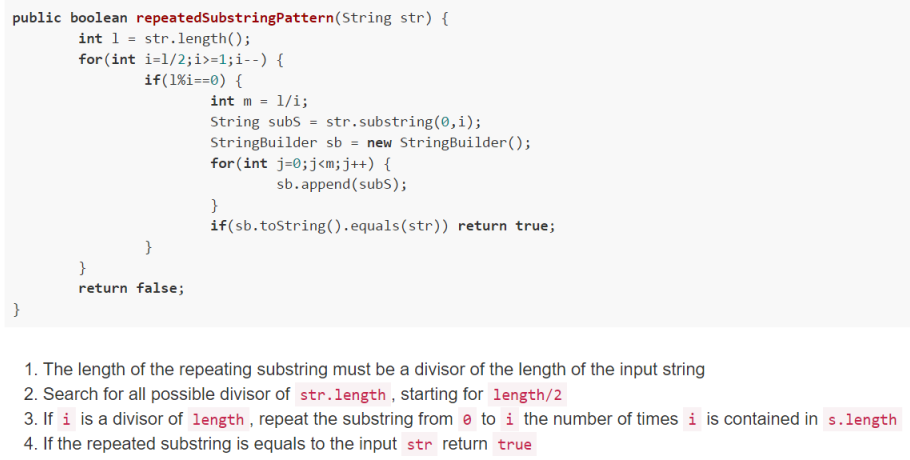 public boolean repeatedSubstringPattern(String str) {
        int l = str.length();
        for(int i=l/2;i>=1;i--) {
                if(l%i==0) {
                        int m = l/i;
                        String subS = str.substring(0,i);
                        StringBuilder sb = new StringBuilder();
                        for(int j=0;j<m;j++) {
                                sb.append(subS);
                        }
                        if(sb.toString().equals(str)) return true;
                }
        }
        return false;
}
1. The length of the repeating substring must be a divisor of the length of the input string
2. Search for all possible divisor of str.length , starting for length/2
3. If i is a divisor of length , repeat the substring from 0 to i the number of times i is contained in s.length
4. If the repeated substring is equals to the input str return true